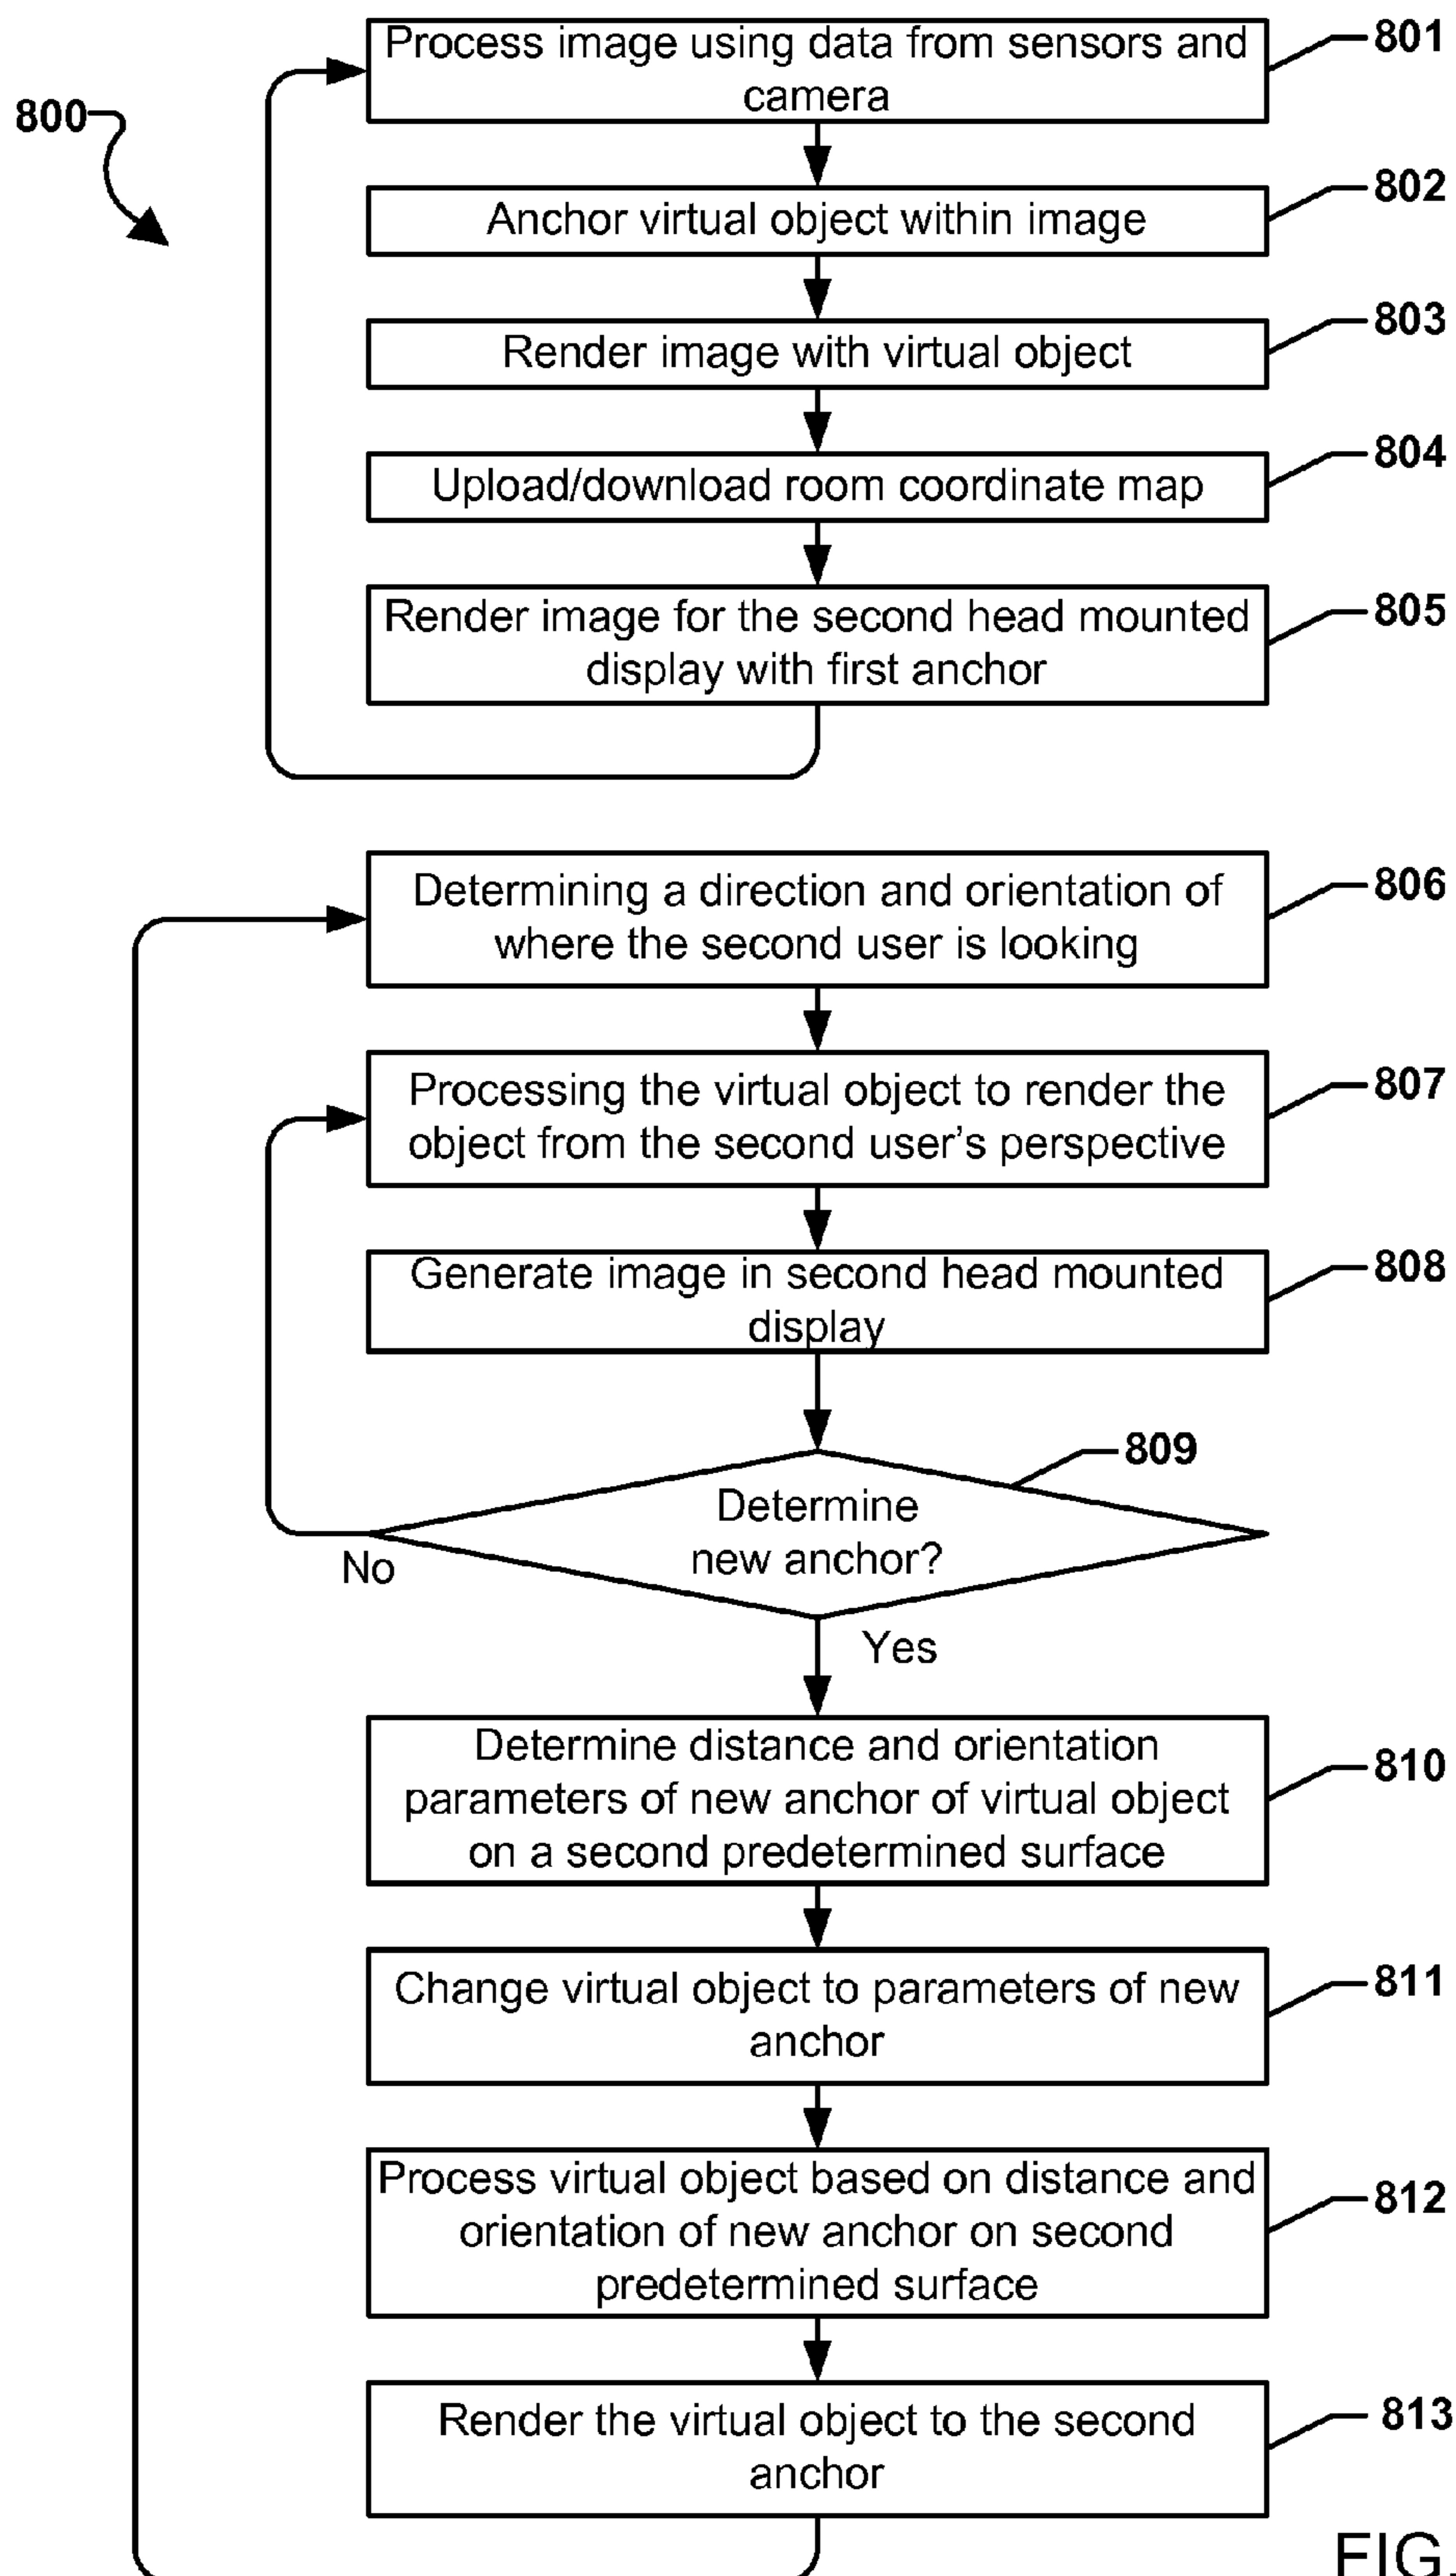 800
Process image using data from sensors and
camera
801
Anchor virtual object within image
802
Render image with virtual object
803
Upload/download room coordinate map
804
Render image for the second head mounted
display with first anchor
805
Determining a direction and orientation of
where the second user is looking
806
Processing the virtual object to render the
object from the second user's perspective
807
Generate image in second head mounted
display
808
Determine
new anchor?
809
No
Yes
Determine distance and orientation
parameters of new anchor of virtual object
on a second predetermined surface
810
Change virtual object to parameters of new
anchor
811
Process virtual object based on distance and
orientation of new anchor on second
predetermined surface
812
Render the virtual object to the second
anchor
813
FIG.